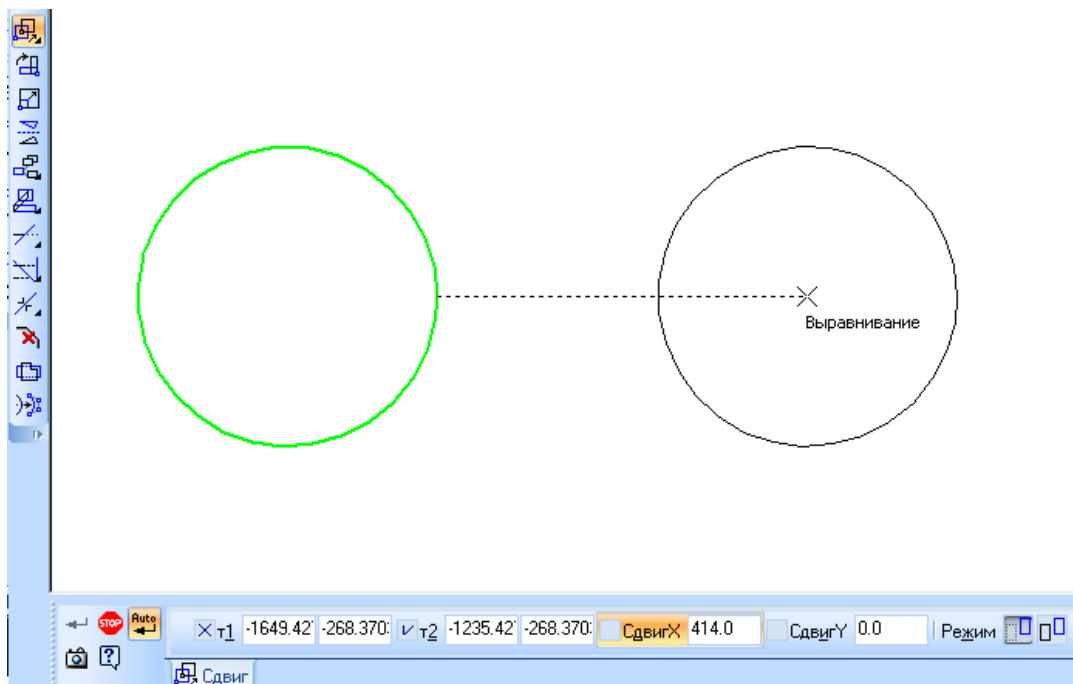 Выравнивание
STOP Auto
т1 -1649.42 -268.370 т2 -1235.42 -268.370 СдвигX 414.0 СдвигY 0.0 Режим
Сдвиг